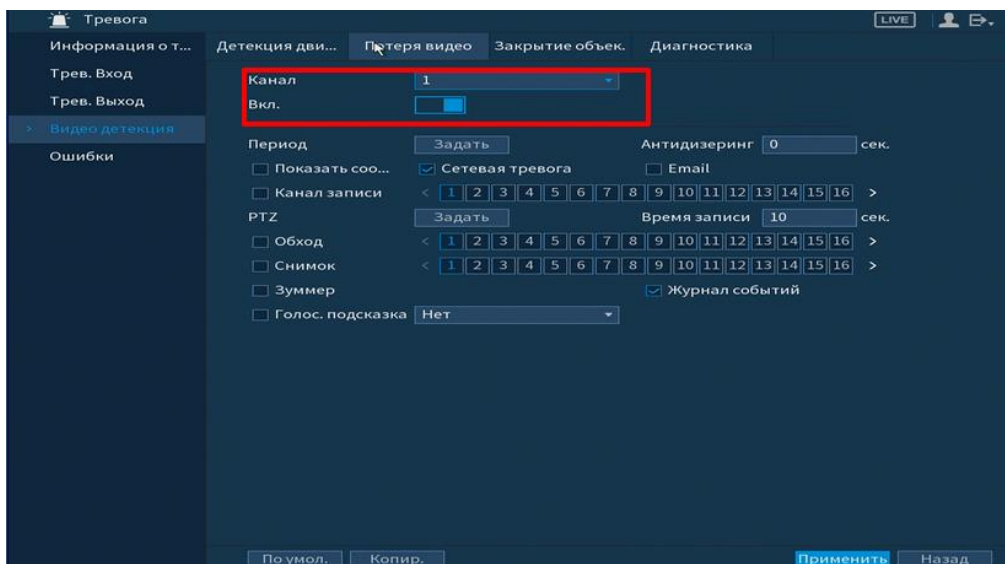 Тревога LIVE
Информация о т...
Трев. Вход
Трев. Выход
Видео детекция
Ошибки
Детекция дви... Потеря видео Закрытие объек. Диагностика
Канал 1
Вкл.
Период Задать Антидизеринг 0 сек.
Показать соо... Сетевая тревога Email
Канал записи < 1 2 3 4 5 6 7 8 9 10 11 12 13 14 15 16 >
PTZ Задать Время записи 10 сек.
Обход < 1 2 3 4 5 6 7 8 9 10 11 12 13 14 15 16 >
Снимок < 1 2 3 4 5 6 7 8 9 10 11 12 13 14 15 16 >
Зуммер Журнал событий
Голос. подсказка Нет
По умол. Копир. Применить Назад